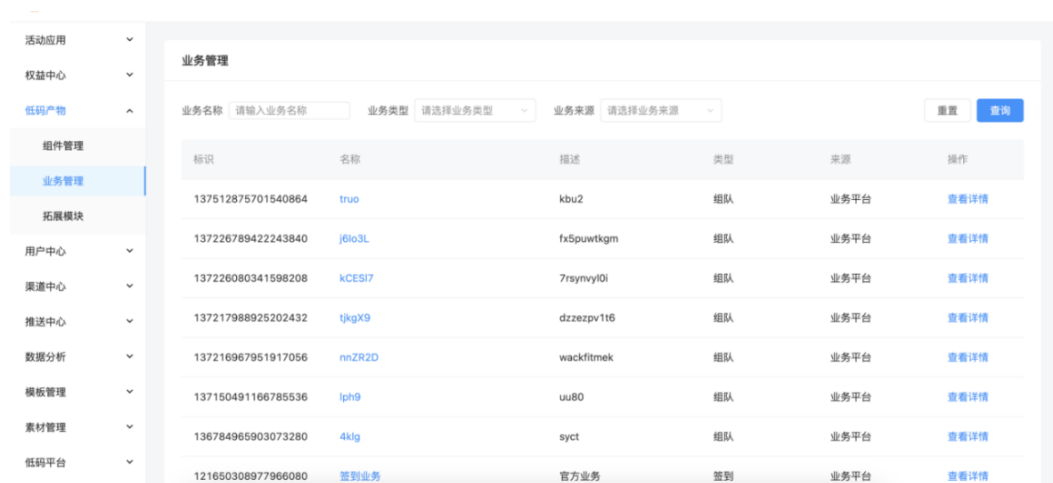 活动应用
权益中心
低码产物
组件管理
业务管理
拓展模块
用户中心
渠道中心
推送中心
数据分析
模板管理
素材管理
低码平台
业务管理
业务名称 请输入业务名称 业务类型 请选择业务类型 业务来源 请选择业务来源 重置 查询
标识 名称 描述 类型 来源 操作
137512875701540864 truo kbu2 组队 业务平台 查看详情
137226789422243840 j6lo3L fx5puwtkgm 组队 业务平台 查看详情
137226080341598208 kCESl7 7rsynvyl0i 组队 业务平台 查看详情
137217988925202432 tjkgX9 dzzezpv1t6 组队 业务平台 查看详情
137216967951917056 nnZR2D wackfitmek 组队 业务平台 查看详情
137150491166785536 lph9 uu80 组队 业务平台 查看详情
136784965903073280 4klg syct 组队 业务平台 查看详情
121650308977966080 签到业务 官方业务 签到 业务平台 查看详情